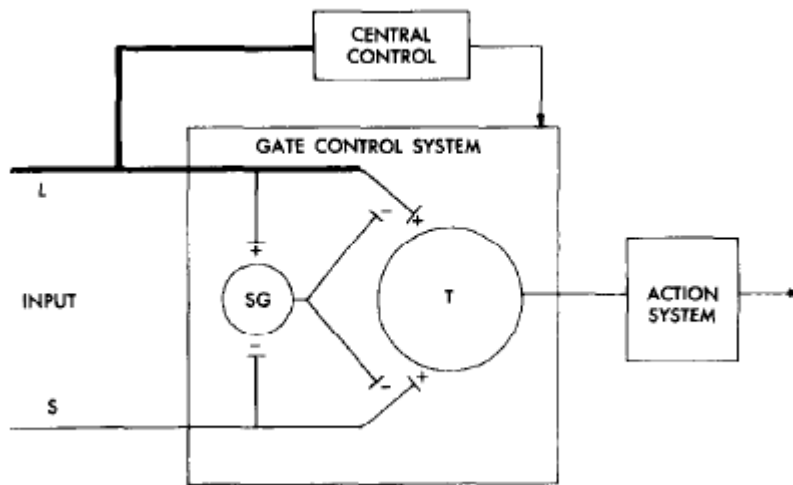 CENTRAL
CONTROL
GATE CONTROL SYSTEM
L
+
-
+
INPUT
SG
T
ACTION
SYSTEM
-
-
+
S